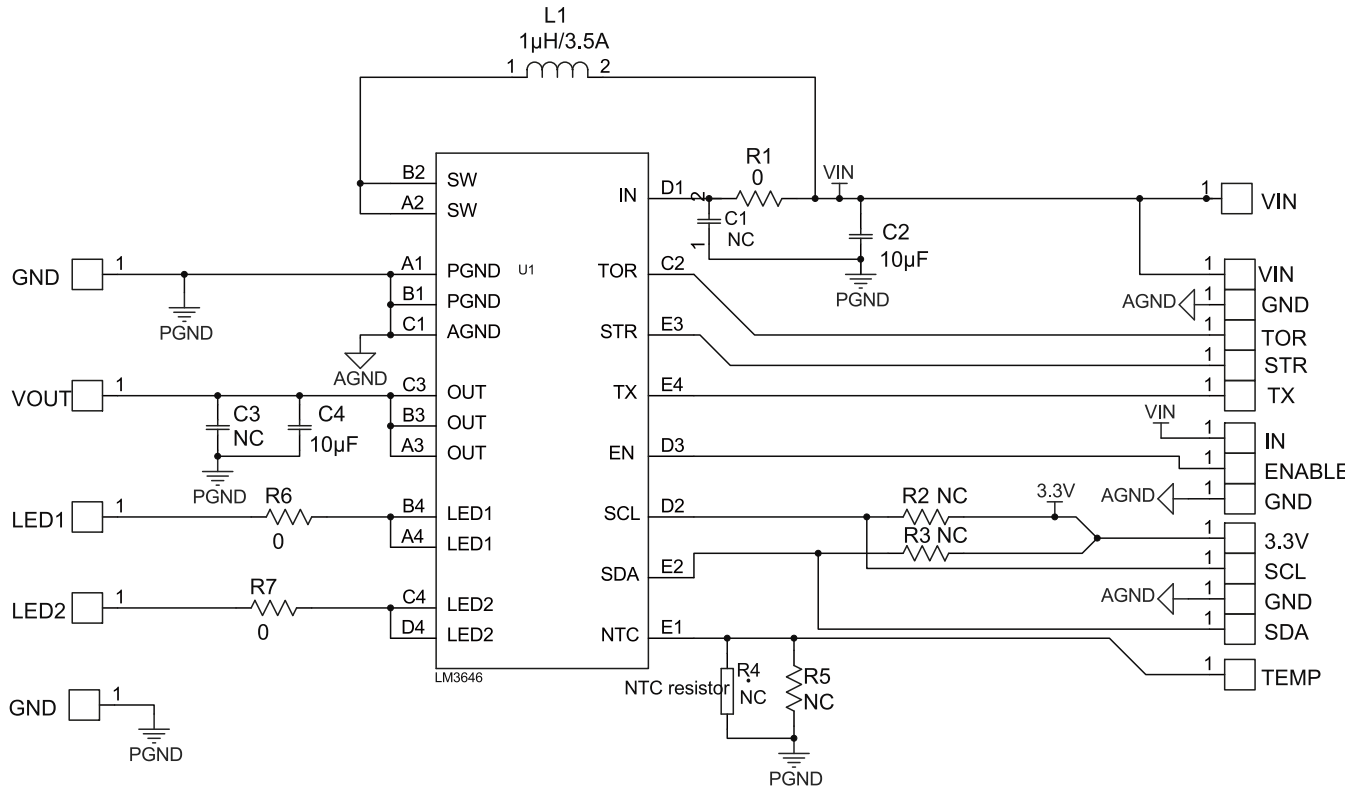 L1
1µH/3.5A
1 2
B2 SW
A2 SW
IN D1
2
C1
NC
1
R1
0
VIN
C2
10µF
PGND
1 VIN
GND 1
PGND
A1 PGND
B1 PGND
C1 AGND
AGND
U1
TOR C2
STR E3
TX E4
1 VIN
AGND 1 GND
1 TOR
1 STR
1 TX
VOUT 1
C3
NC
C4
10µF
PGND
C3 OUT
B3 OUT
A3 OUT
EN D3
VIN
1 IN
1 ENABLE
AGND 1 GND
LED1 1
R6
0
B4 LED1
A4 LED1
SCL D2
SDA E2
R2 NC
R3 NC
3.3V
1 3.3V
1 SCL
AGND 1 GND
1 SDA
LED2 1
R7
0
C4 LED2
D4 LED2
NTC E1
LM3646
NTC resistor
R4
NC
R5
NC
PGND
1 TEMP
GND 1
PGND